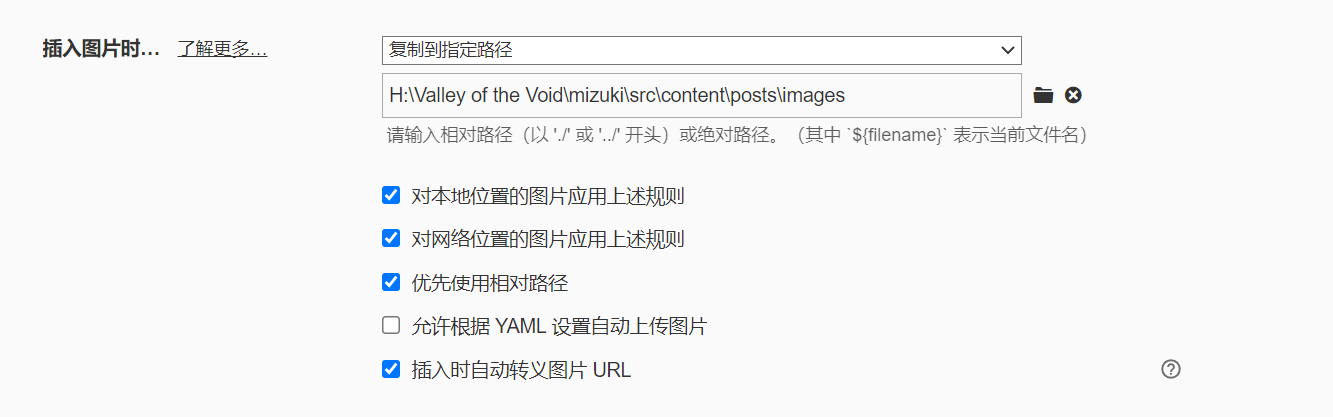 插入图片时... 了解更多...
复制到指定路径
H:\Valley of the Void\mizuki\src\content\posts\images
请输入相对路径（以 './' 或 '../' 开头）或绝对路径。（其中 `${filename}` 表示当前文件名）
对本地位置的图片应用上述规则
对网络位置的图片应用上述规则
优先使用相对路径
允许根据 YAML 设置自动上传图片
插入时自动转义图片 URL